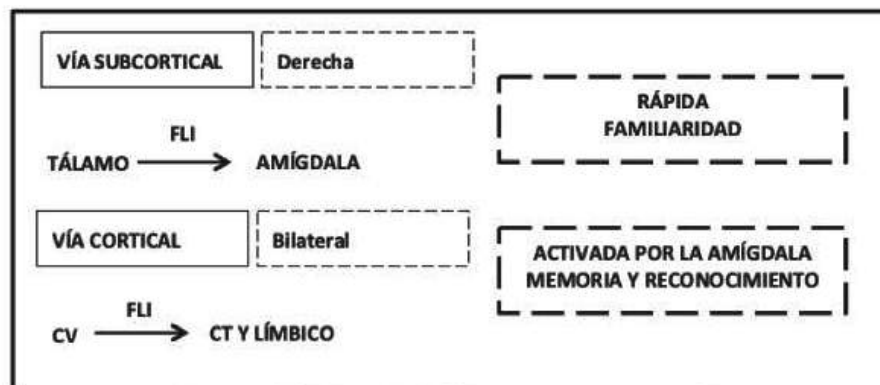 VÍA SUBCORTICAL
Derecha
RÁPIDA
FAMILIARIDAD
FLI
TÁLAMO
AMÍGDALA
VÍA CORTICAL
Bilateral
ACTIVADA POR LA AMÍGDALA
MEMORIA Y RECONOCIMIENTO
FLI
CV
CT Y LÍMBICO